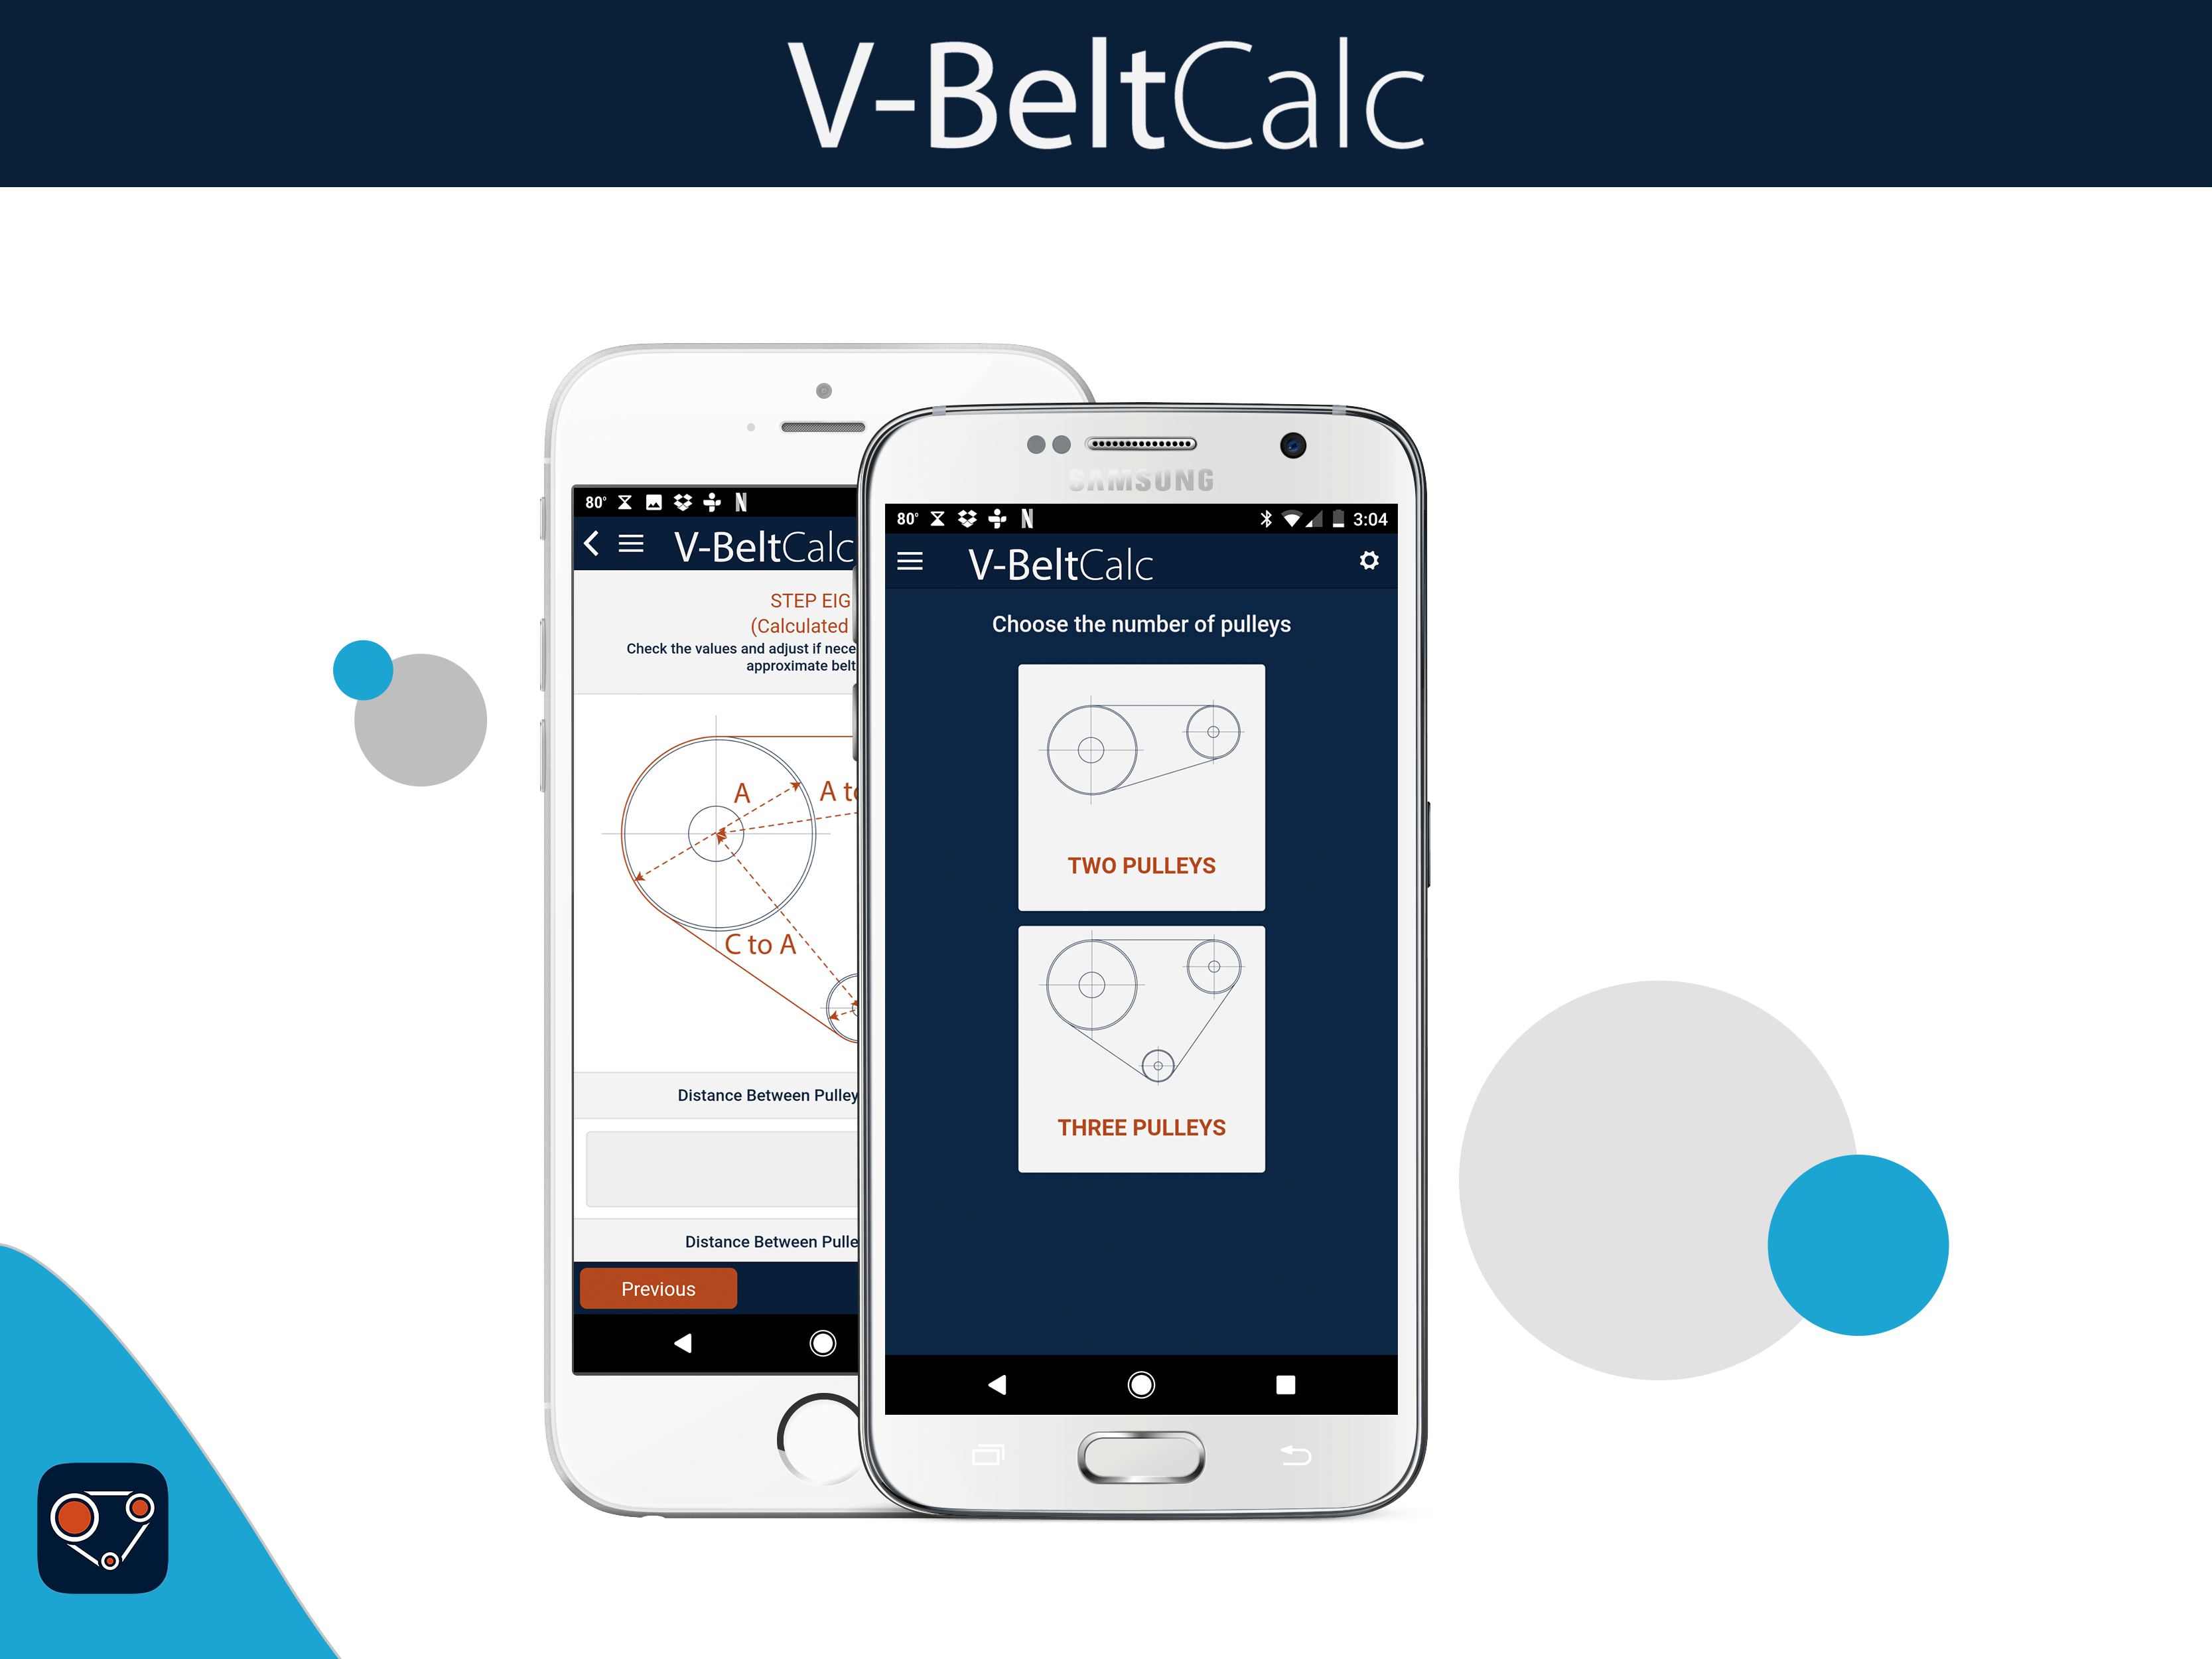 V-BeltCalc
80°
V-BeltCalc
STEP EIG
(Calculated
Check the values and adjust if nece
approximate belt
A
A to
C to A
Distance Between Pulley
Distance Between Pulle
Previous
SAMSUNG
80° N 3:04
V-BeltCalc
Choose the number of pulleys
TWO PULLEYS
THREE PULLEYS